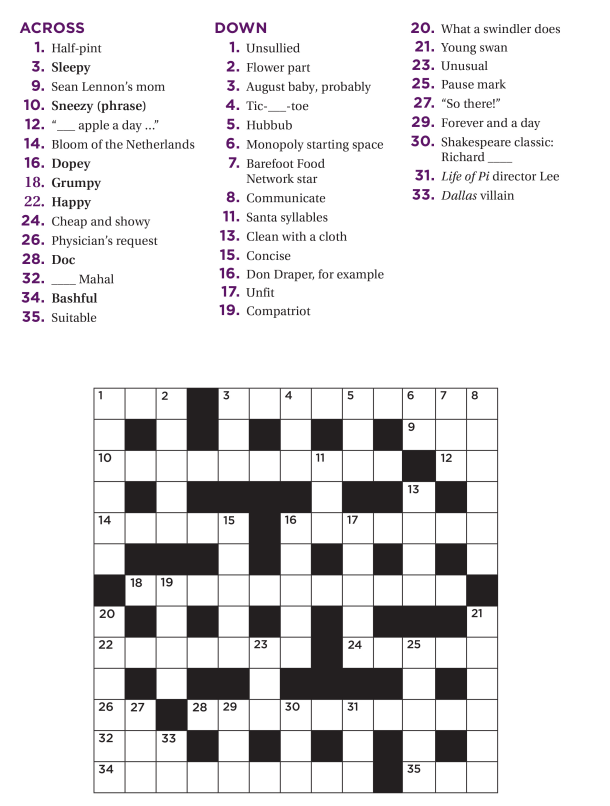 ACROSS
1. Half-pint
3. Sleepy
9. Sean Lennon's mom
10. Sneezy (phrase)
12. "___ apple a day ..."
14. Bloom of the Netherlands
16. Dopey
18. Grumpy
22. Happy
24. Cheap and showy
26. Physician's request
28. Doc
32. ____ Mahal
34. Bashful
35. Suitable
DOWN
1. Unsullied
2. Flower part
3. August baby, probably
4. Tic-___-toe
5. Hubbub
6. Monopoly starting space
7. Barefoot Food
Network star
8. Communicate
11. Santa syllables
13. Clean with a cloth
15. Concise
16. Don Draper, for example
17. Unfit
19. Compatriot
20. What a swindler does
21. Young swan
23. Unusual
25. Pause mark
27. "So there!"
29. Forever and a day
30. Shakespeare classic:
Richard ____
31. Life of Pi director Lee
33. Dallas villain
1 2 3 4 5 6 7 8
9
10 11 12
13
14 15 16 17
18 19
20 21
22 23 24 25
26 27 28 29 30 31
32 33
34 35